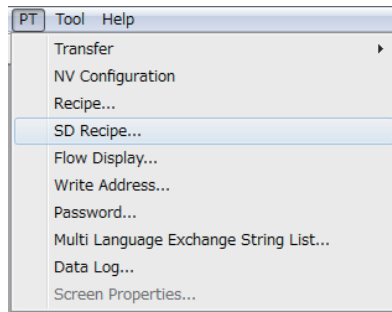 PT Tool Help
Transfer
NV Configuration
Recipe...
SD Recipe...
Flow Display...
Write Address...
Password...
Multi Language Exchange String List...
Data Log...
Screen Properties...